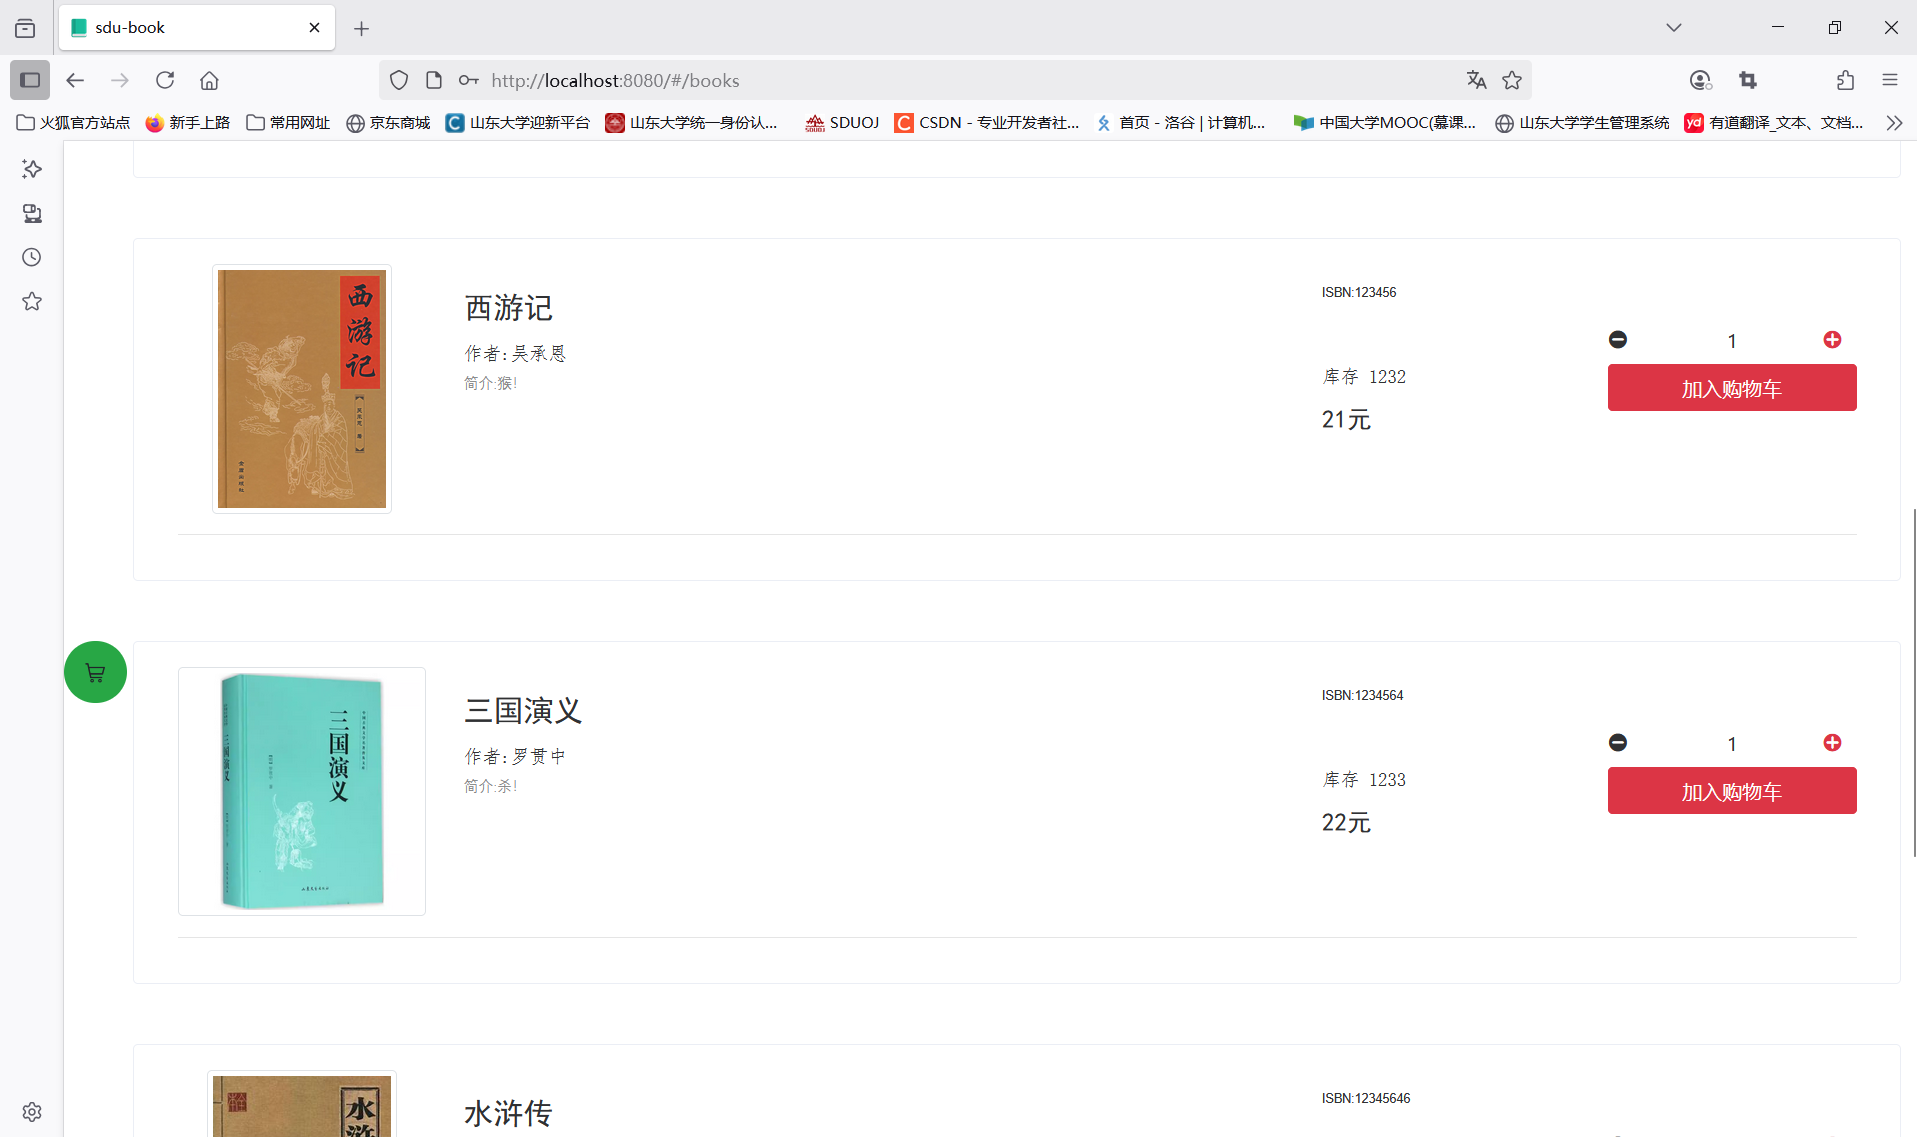 sdu-book
http://localhost:8080/#/books
火狐官方站点 新手上路 常用网址 京东商城 山东大学迎新平台 山东大学统一身份认... SDUOJ CSDN - 专业开发者社... 首页 - 洛谷 | 计算机... 中国大学MOOC(慕课... 山东大学学生管理系统 yd 有道翻译_文本、文档...
西游记
西游记
作者:吴承恩
简介:猴!
ISBN:123456
库存 1232
21元
1
加入购物车
三国演义
三国演义
三国演义
作者:罗贯中
简介:杀!
ISBN:1234564
库存 1233
22元
1
加入购物车
水浒
水浒传
ISBN:12345646